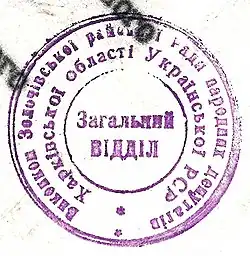 Виконком Золочівської районної Ради народних депутатів
Харківської області Української РСР
Загальний
ВІДДІЛ